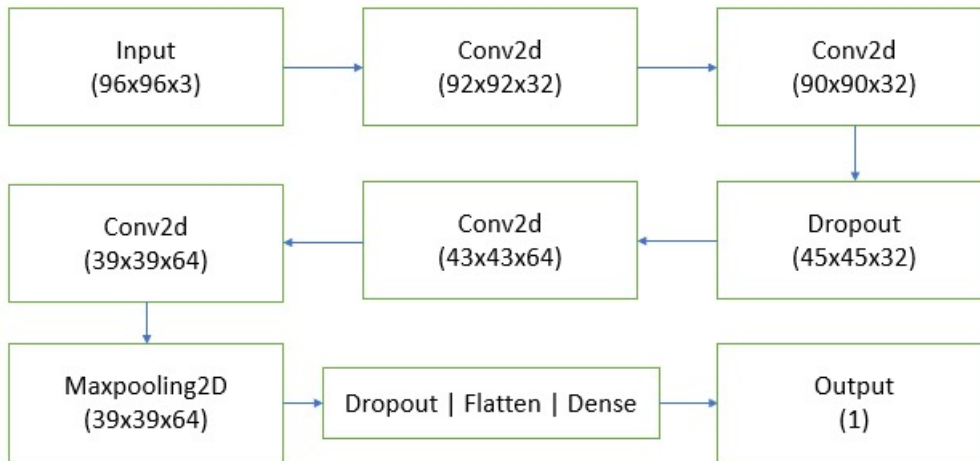 Input
(96x96x3)
Conv2d
(92x92x32)
Conv2d
(90x90x32)
Dropout
(45x45x32)
Conv2d
(43x43x64)
Conv2d
(39x39x64)
Maxpooling2D
(39x39x64)
Dropout | Flatten | Dense
Output
(1)